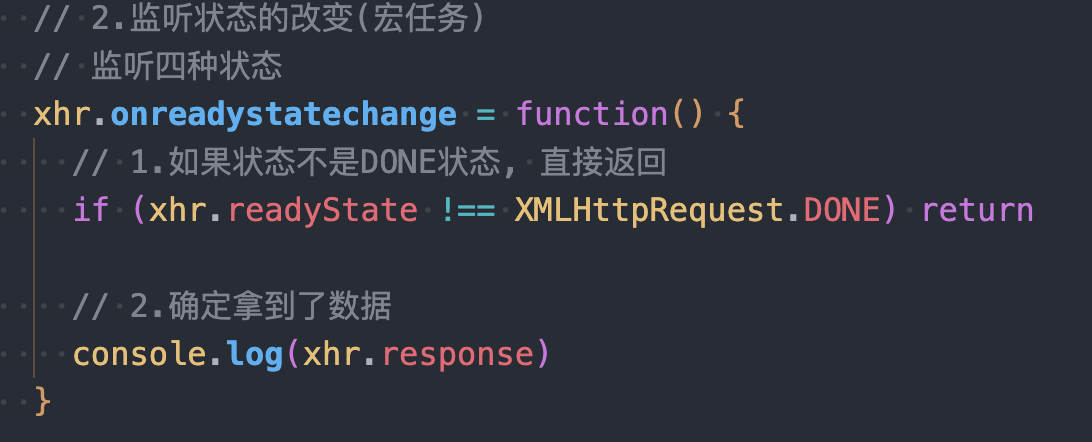 // 2.监听状态的改变(宏任务)
// 监听四种状态
xhr.onreadystatechange = function() {
// 1.如果状态不是DONE状态, 直接返回
if (xhr.readyState !== XMLHttpRequest.DONE) return
// 2.确定拿到了数据
console.log(xhr.response)
}